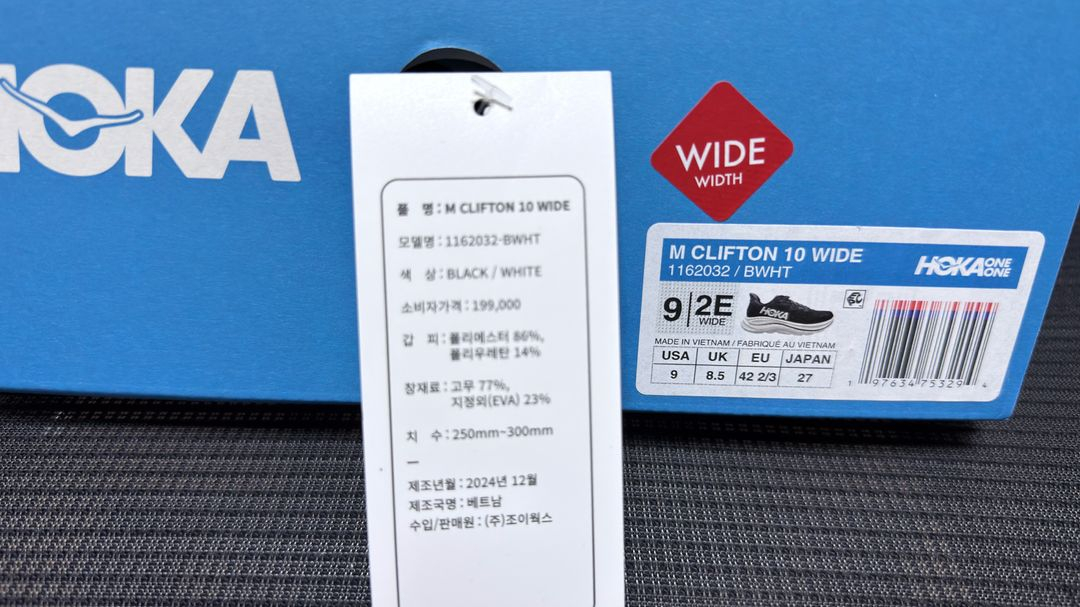 HOKA
품 명 : M CLIFTON 10 WIDE
모델명 : 1162032-BWHT
색 상 : BLACK / WHITE
소비자가격 : 199,000
갑 피 : 폴리에스터 86%,
폴리우레탄 14%
창재료 : 고무 77%,
지정외(EVA) 23%
치 수 : 250mm~300mm
제조년월 : 2024년 12월
제조국명 : 베트남
수입/판매원 : (주)조이웍스
WIDE
WIDTH
M CLIFTON 10 WIDE
1162032 / BWHT
HOKA ONE ONE
9 | 2E
WIDE
HOKA
MADE IN VIETNAM / FABRIQUÉ AU VIETNAM
USA UK EU JAPAN
9 8.5 42 2/3 27
1 97634 75329 4